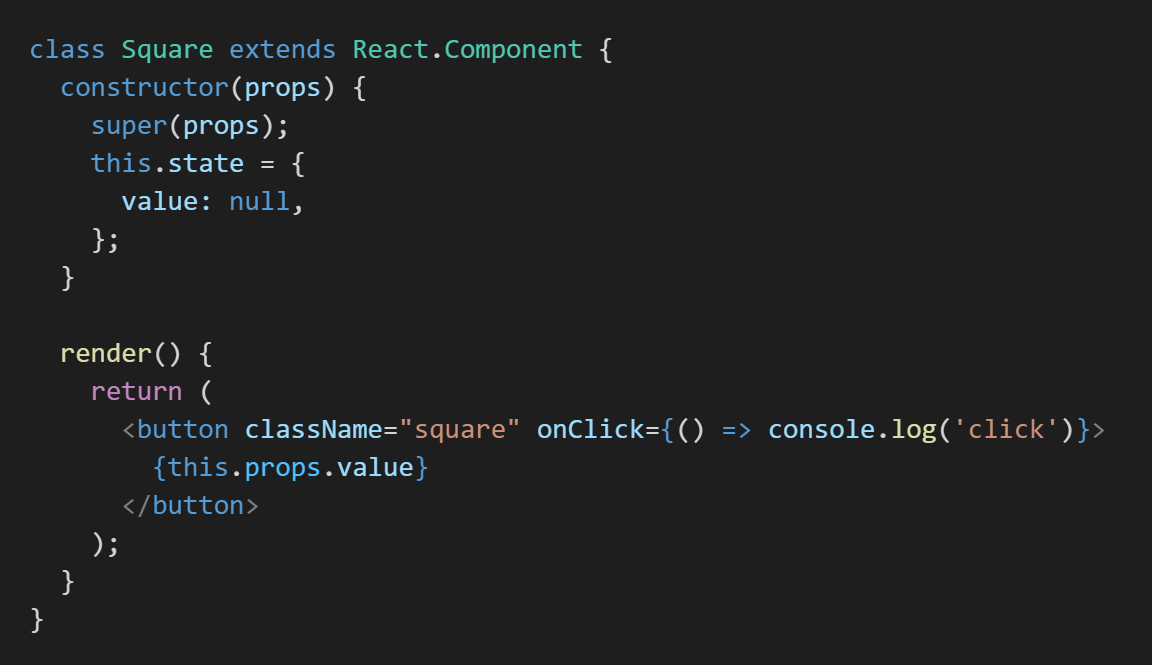 class Square extends React.Component {
  constructor(props) {
    super(props);
    this.state = {
      value: null,
    };
  }

  render() {
    return (
      <button className="square" onClick={() => console.log('click')}>
        {this.props.value}
      </button>
    );
  }
}